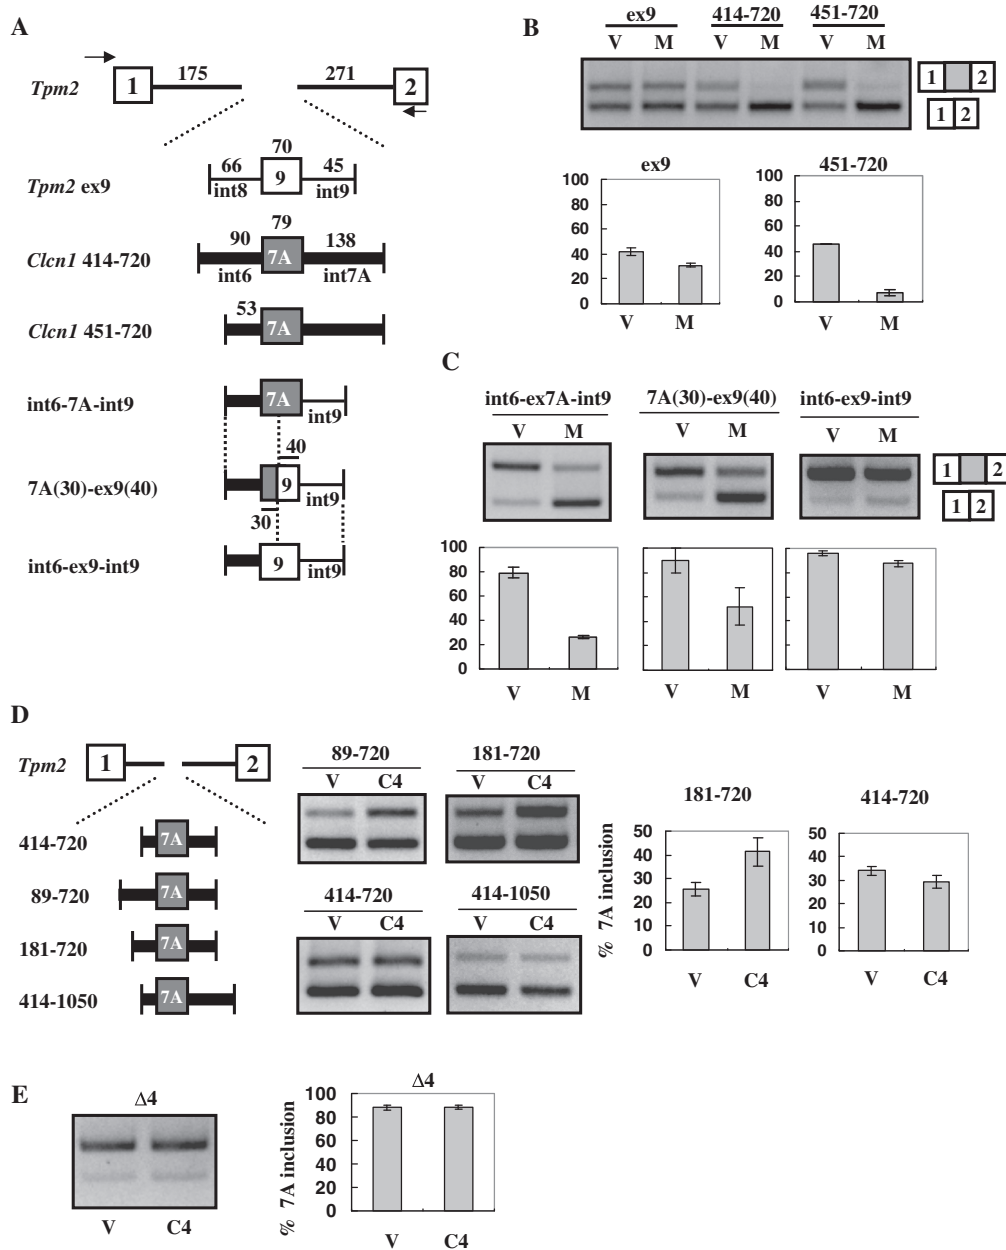 A
Tpm2 1 175 271 2
70
66 9 45
Tpm2 ex9 int8 int9
79
90 7A 138
Clcn1 414-720 int6 int7A
53
Clcn1 451-720 7A
int6-7A-int9 7A int9
40
7A(30)-ex9(40) 9 int9
30
int6-ex9-int9 9 int9
B
ex9 414-720 451-720
V M V M V M
1 2
1 2
ex9
100
80
60
40
20
0
V M
451-720
100
80
60
40
20
0
V M
C
int6-ex7A-int9 7A(30)-ex9(40) int6-ex9-int9
V M V M V M
1 2
1 2
100
80
60
40
20
0
V M V M V M
D
Tpm2 1 2
414-720 7A
89-720 7A
181-720 7A
414-1050 7A
89-720 181-720
V C4 V C4
414-720 414-1050
V C4 V C4
181-720
% 7A inclusion
50
40
30
20
10
0
V C4
414-720
50
40
30
20
10
0
V C4
E
Δ4
V C4
Δ4
% 7A inclusion
100
80
60
40
20
0
V C4